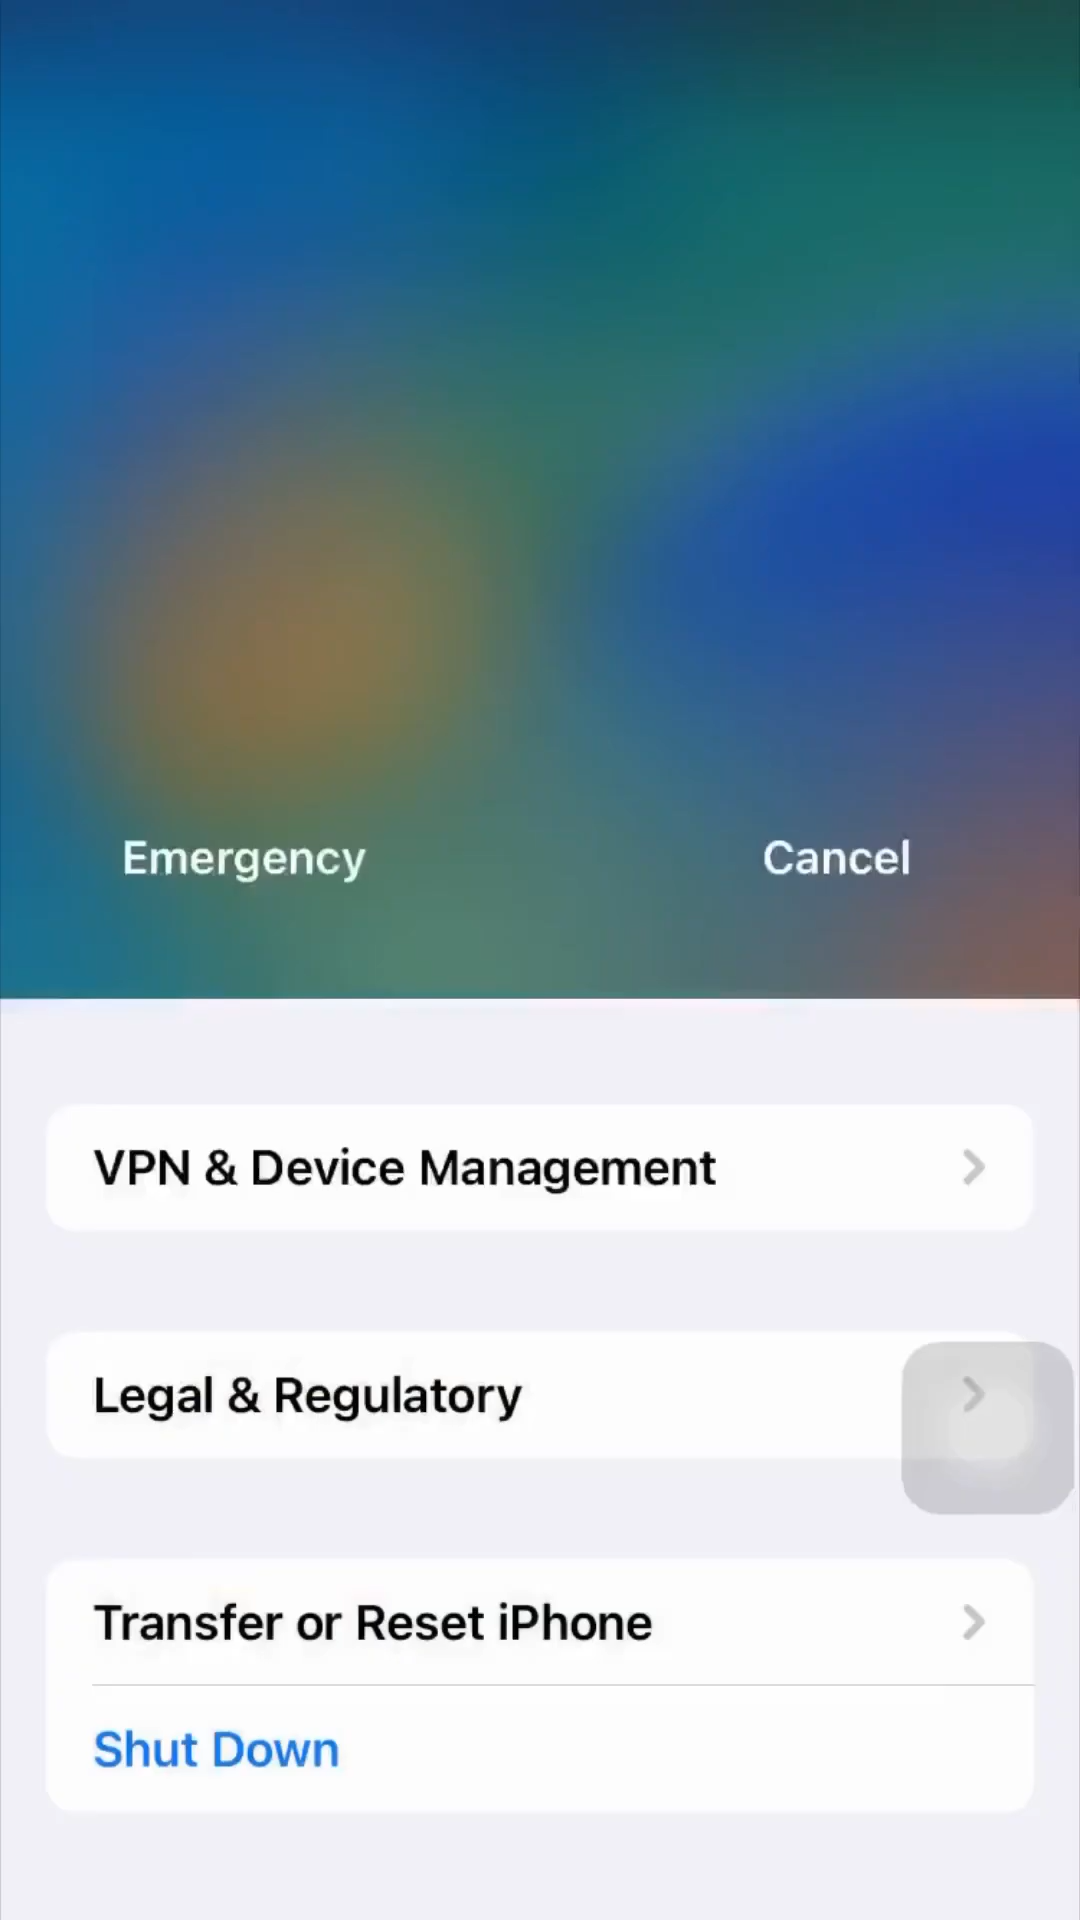 Emergency
Cancel
VPN & Device Management
Legal & Regulatory
Transfer or Reset iPhone
Shut Down